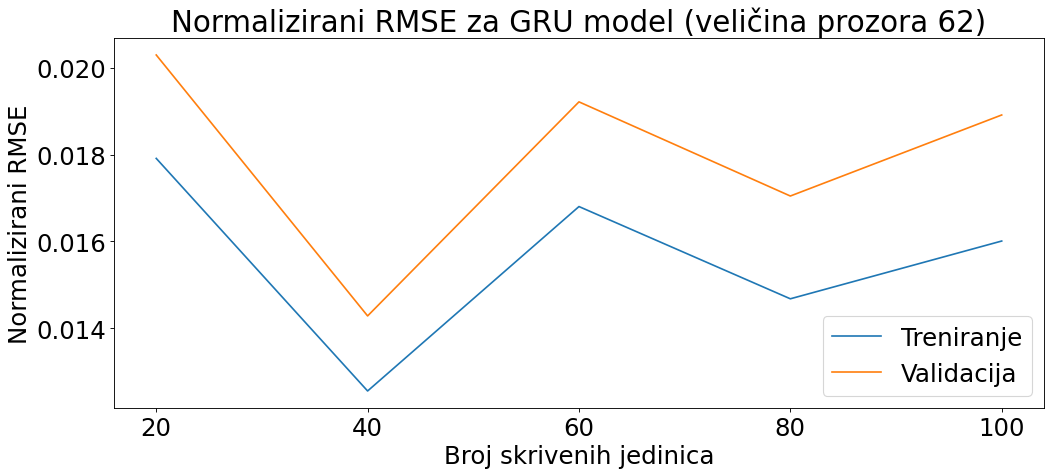 Normalizirani RMSE za GRU model (veličina prozora 62)
Normalizirani RMSE
0.020
0.018
0.016
0.014
Treniranje
Validacija
20 40 60 80 100
Broj skrivenih jedinica